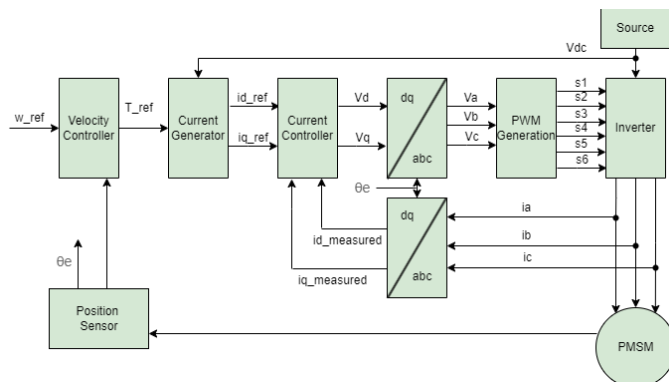 Source
Vdc
w_ref
Velocity
Controller
T_ref
Current
Generator
id_ref
iq_ref
Current
Controller
Vd
Vq
dq
abc
Va
Vb
Vc
PWM
Generation
s1
s2
s3
s4
s5
s6
Inverter
θe
dq
abc
ia
ib
ic
id_measured
iq_measured
θe
Position
Sensor
PMSM